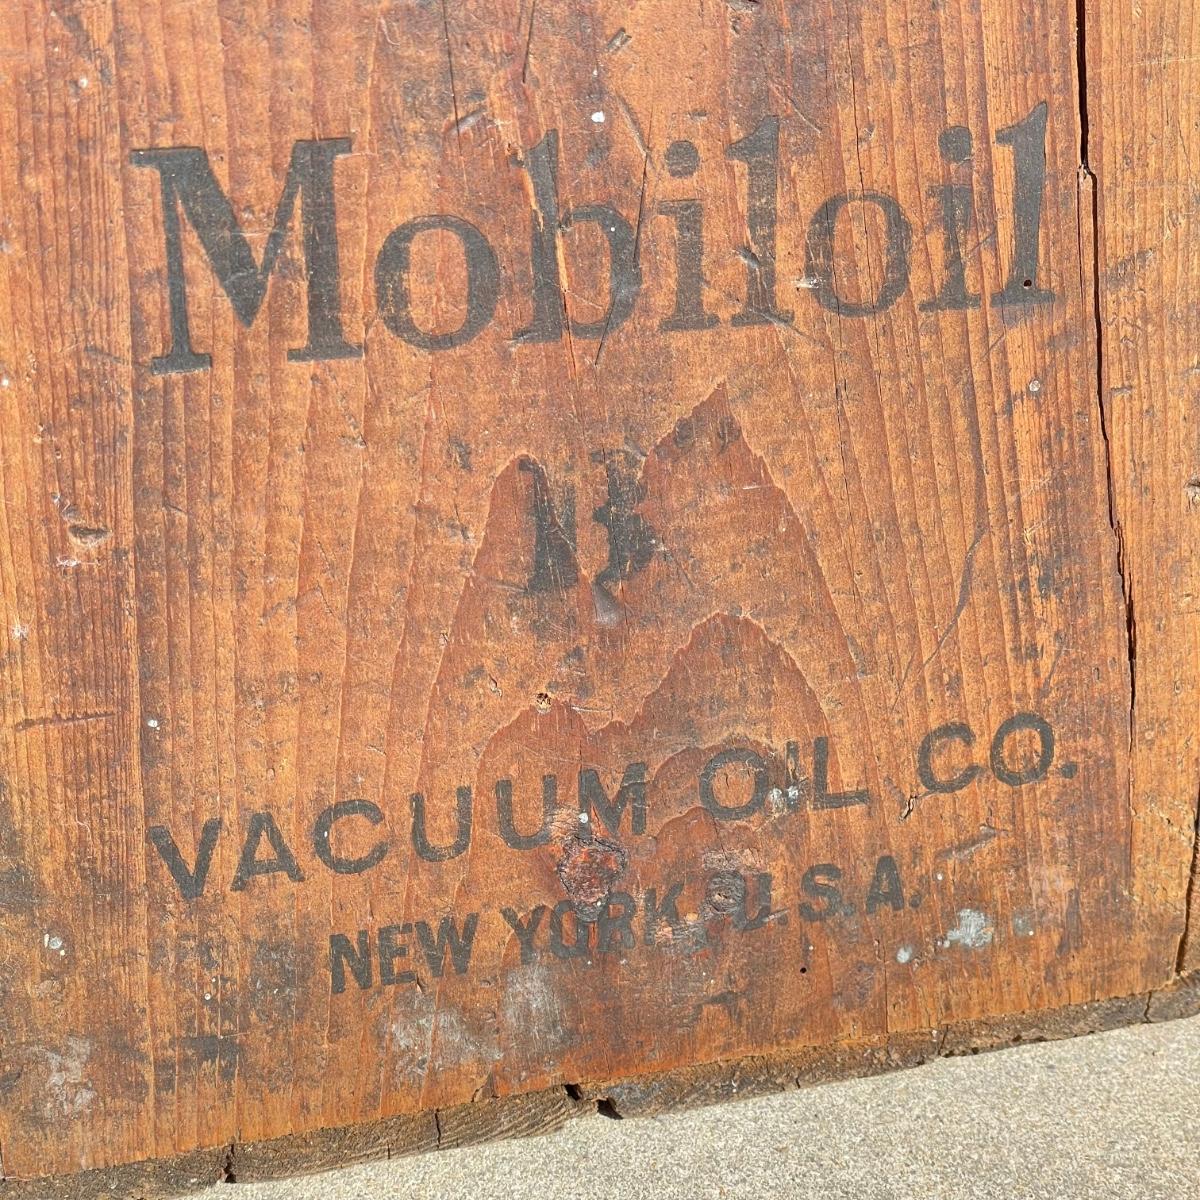 Mobiloil
VACUUM OIL CO.
NEW YORK, U.S.A.